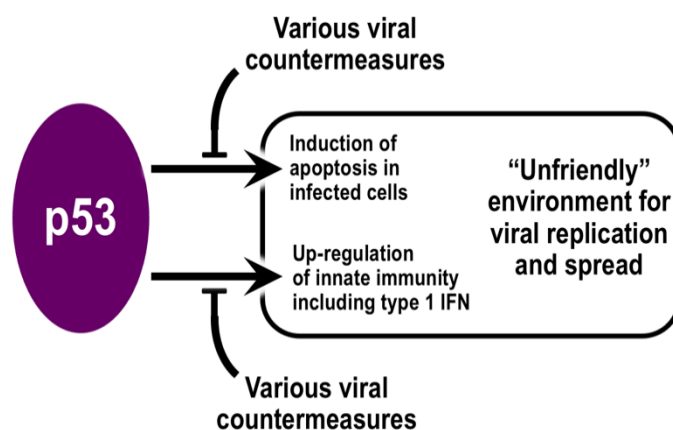 Various viral
countermeasures
p53
Induction of
apoptosis in
infected cells
"Unfriendly"
environment for
viral replication
and spread
Up-regulation
of innate immunity
including type 1 IFN
Various viral
countermeasures